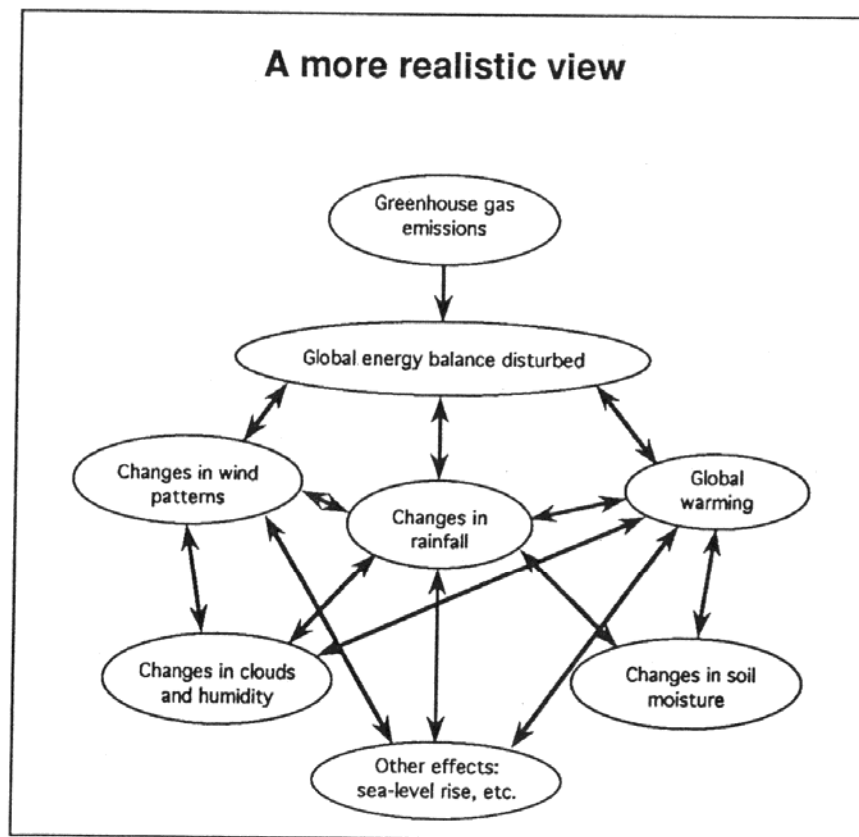 A more realistic view
Greenhouse gas
emissions
Global energy balance disturbed
Changes in wind
patterns
Changes in
rainfall
Global
warming
Changes in clouds
and humidity
Changes in soil
moisture
Other effects:
sea-level rise, etc.